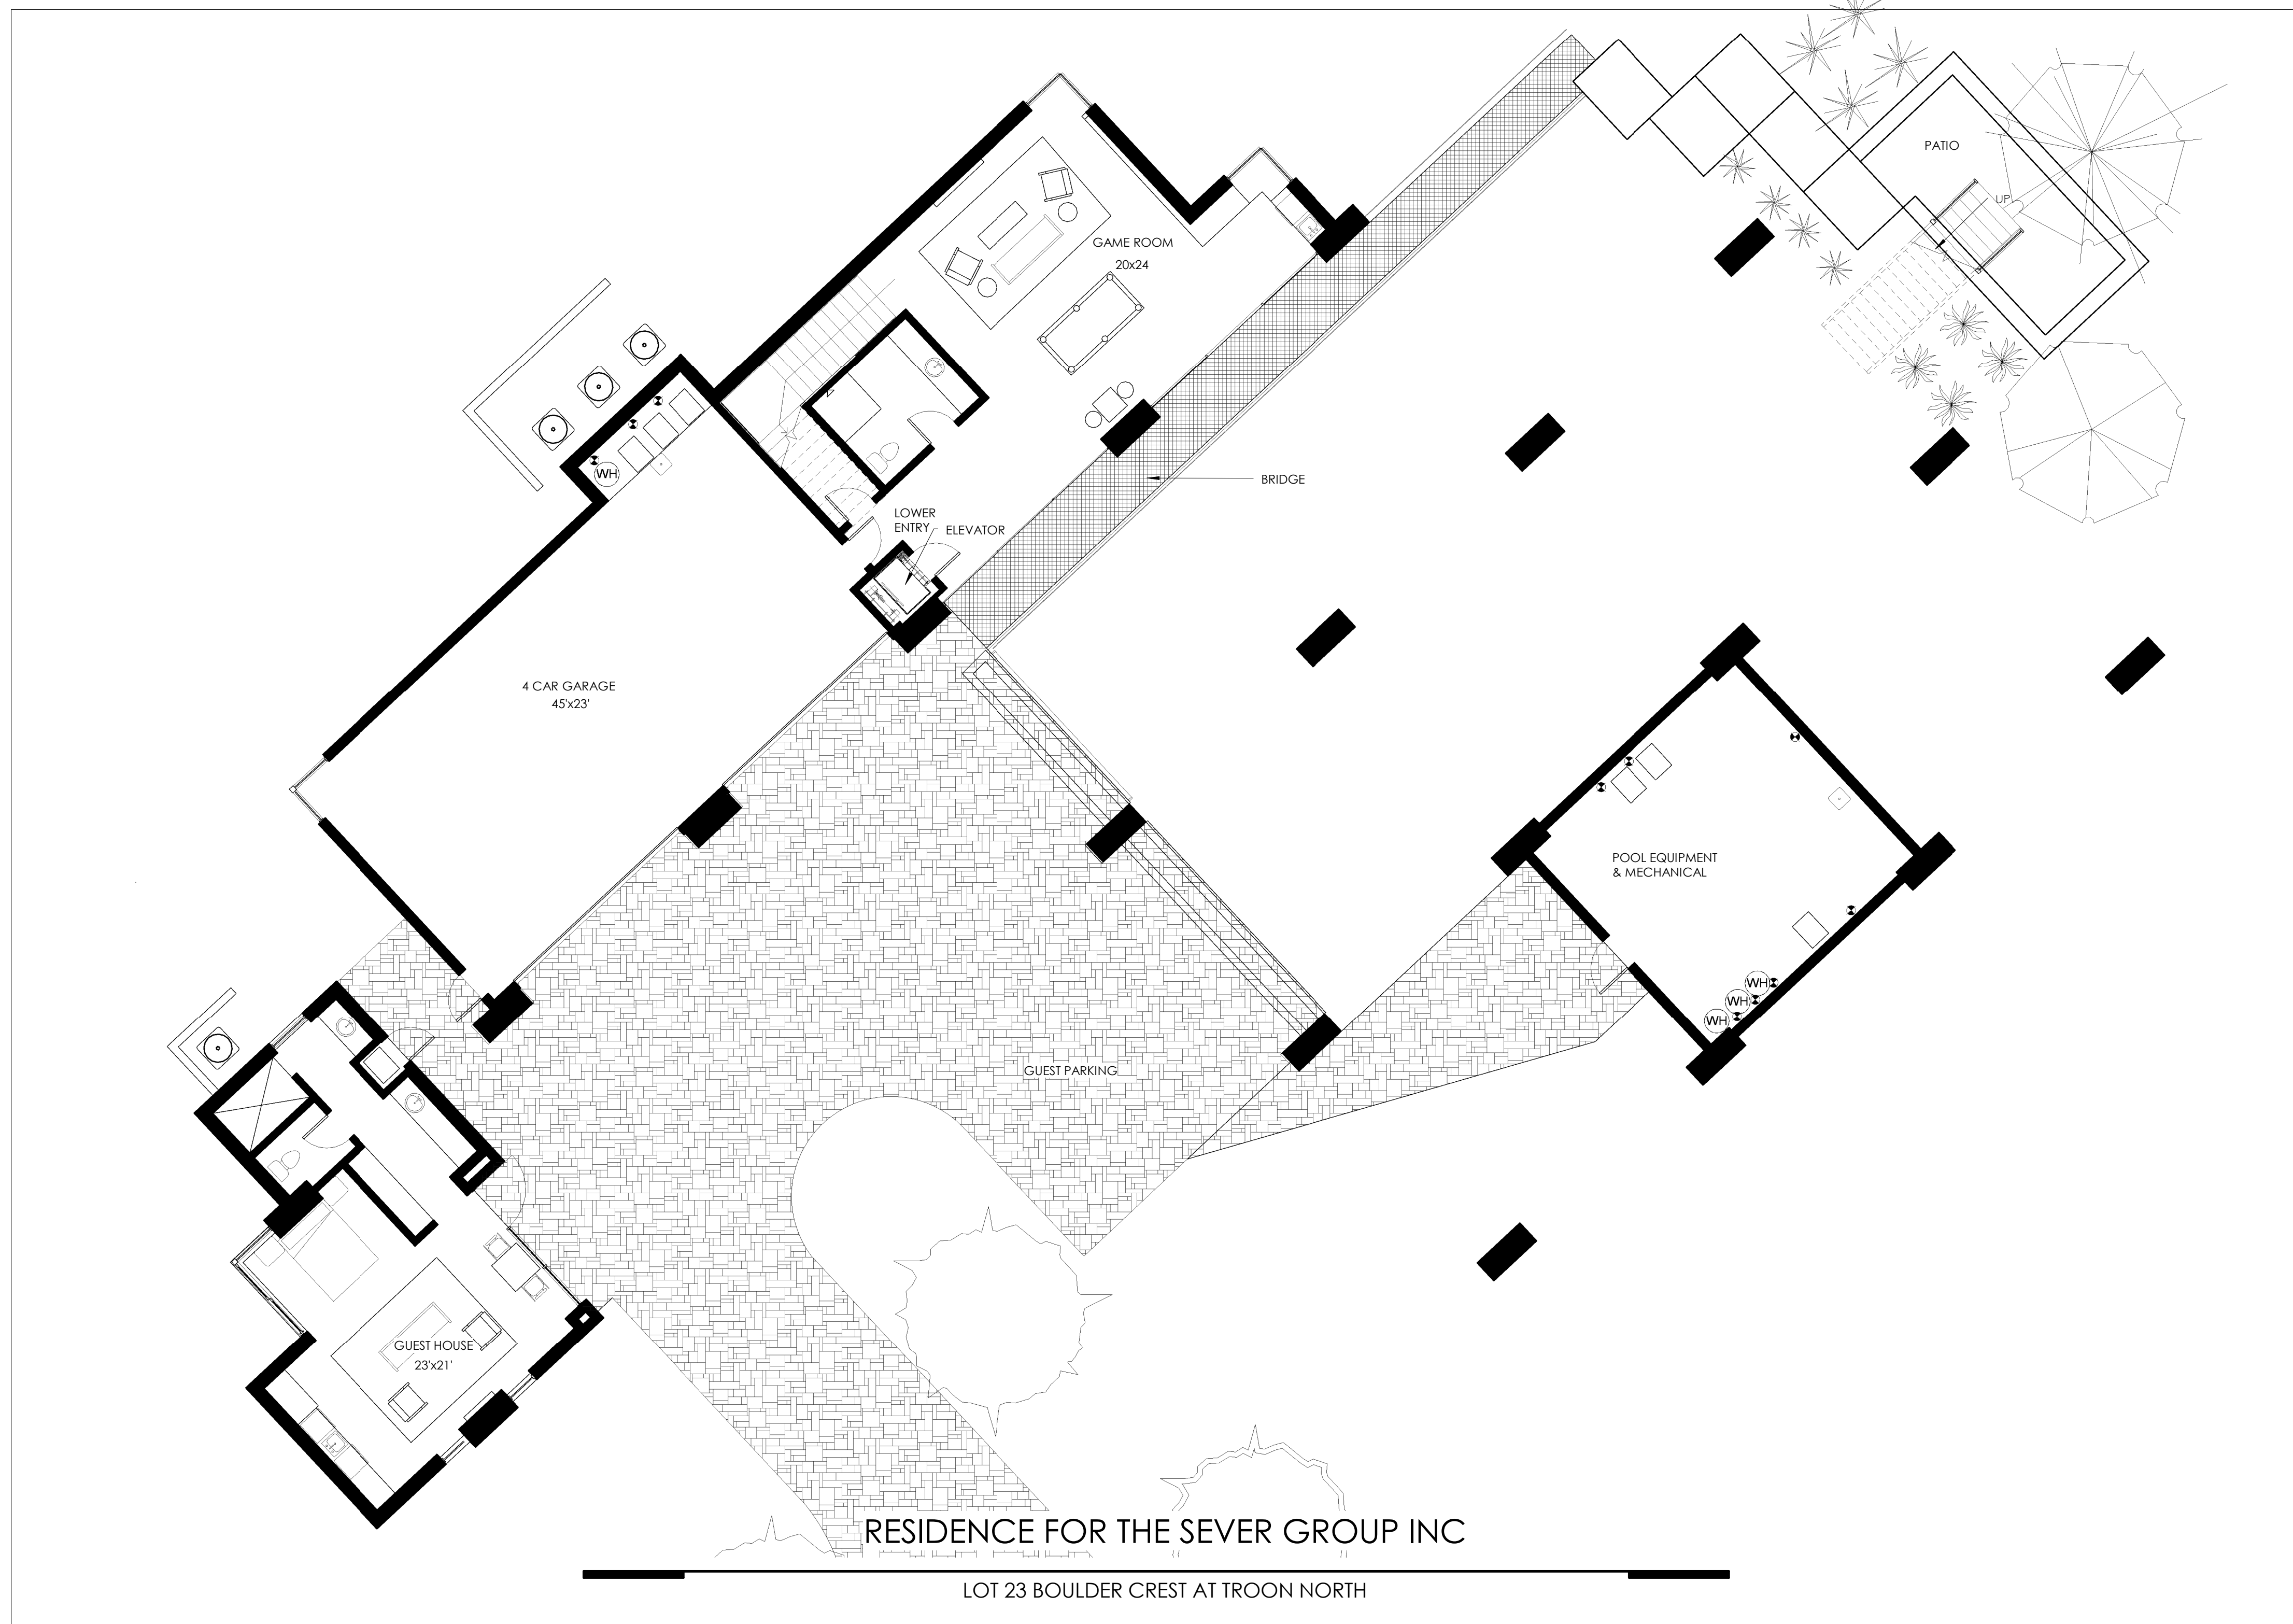 PATIO
UP
GAME ROOM
20x24
WH
BRIDGE
LOWER
ENTRY
ELEVATOR
4 CAR GARAGE
45'x23'
POOL EQUIPMENT
& MECHANICAL
WH
WH
WH
GUEST PARKING
GUEST HOUSE
23'x21'
RESIDENCE FOR THE SEVER GROUP INC
LOT 23 BOULDER CREST AT TROON NORTH